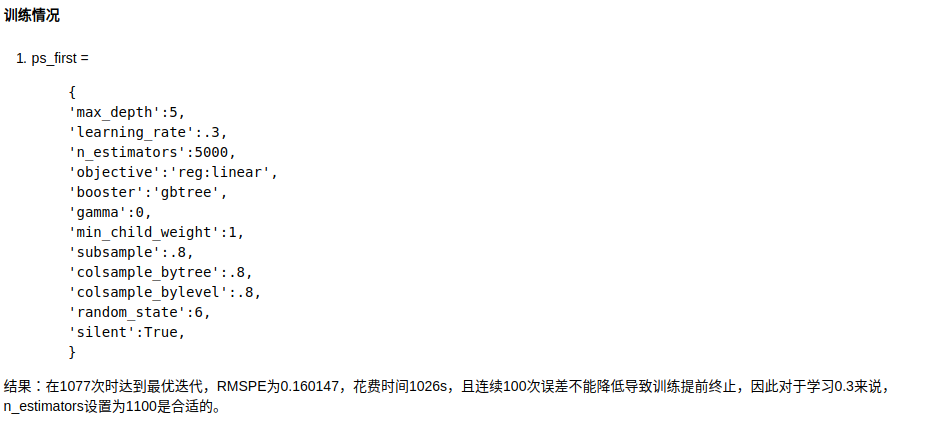 训练情况
1. ps_first =
{
'max_depth':5,
'learning_rate':.3,
'n_estimators':5000,
'objective':'reg:linear',
'booster':'gbtree',
'gamma':0,
'min_child_weight':1,
'subsample':.8,
'colsample_bytree':.8,
'colsample_bylevel':.8,
'random_state':6,
'silent':True,
}
结果：在1077次时达到最优迭代，RMSPE为0.160147，花费时间1026s，且连续100次误差不能降低导致训练提前终止，因此对于学习0.3来说，
n_estimators设置为1100是合适的。